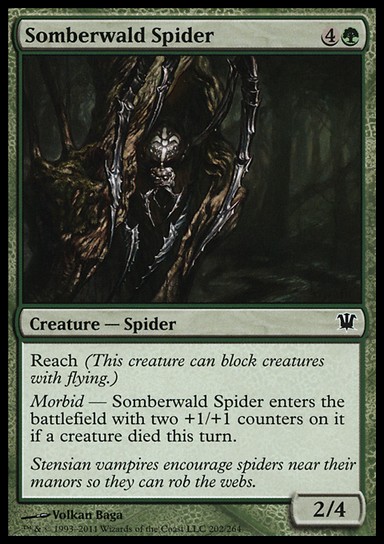 Somberwald Spider 4
Creature — Spider
Reach (This creature can block creatures
with flying.)
Morbid — Somberwald Spider enters the
battlefield with two +1/+1 counters on it
if a creature died this turn.
Stensian vampires encourage spiders near their
manors so they can rob the webs.
2/4
Volkan Baga
™ & © 1993–2011 Wizards of the Coast LLC 202/264